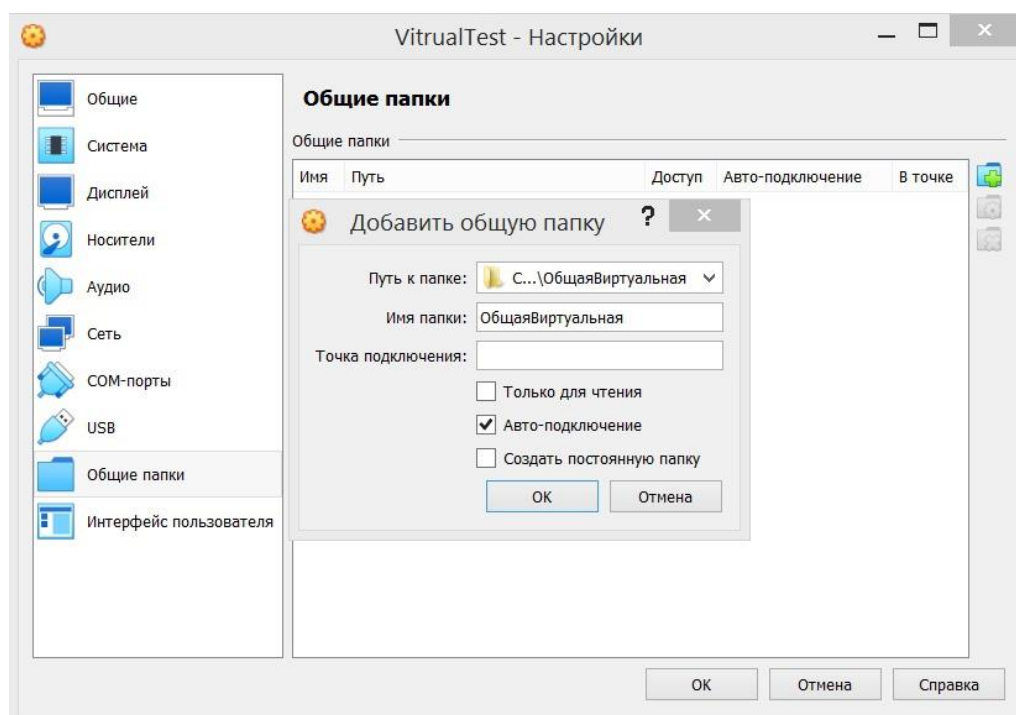 VitrualTest - Настройки
Общие
Система
Дисплей
Носители
Аудио
Сеть
COM-порты
USB
Общие папки
Интерфейс пользователя
Общие папки
Общие папки
Имя Путь Доступ Авто-подключение В точке
Добавить общую папку ?
Путь к папке: C...\ОбщаяВиртуальная
Имя папки: ОбщаяВиртуальная
Точка подключения:
Только для чтения
Авто-подключение
Создать постоянную папку
ОК Отмена
ОК Отмена Справка